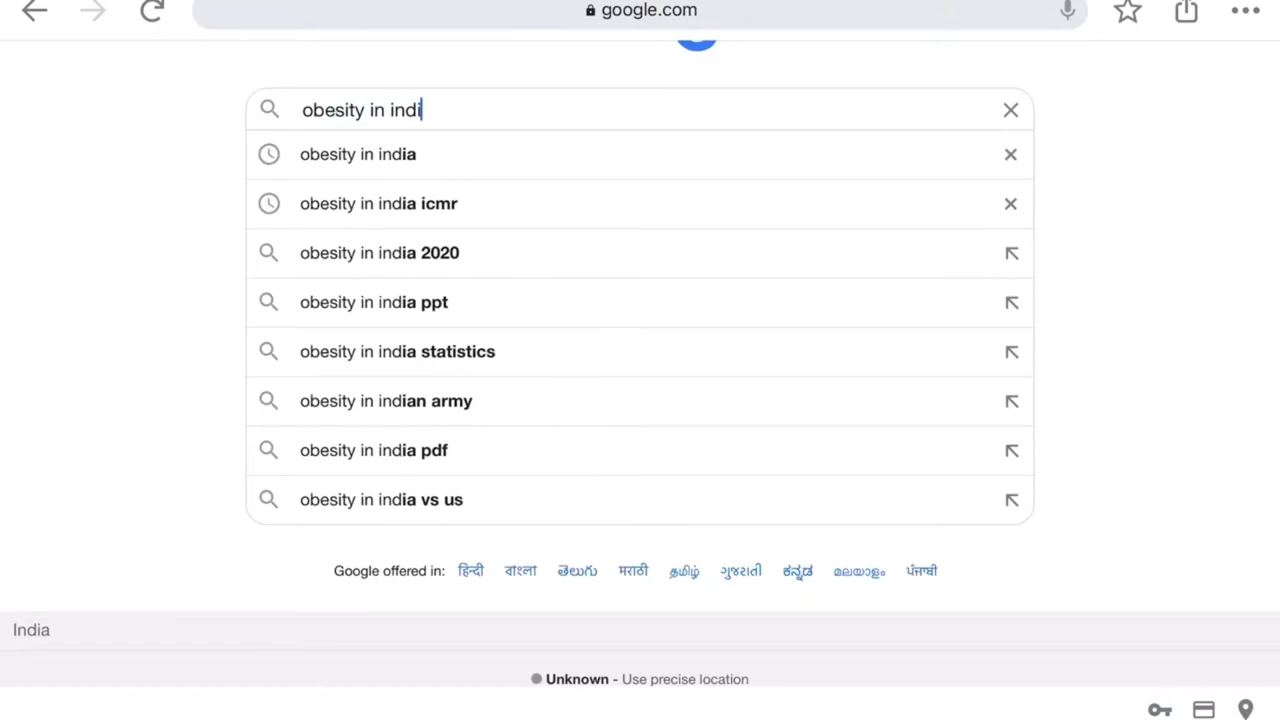 google.com
obesity in indi
obesity in india
obesity in india icmr
obesity in india 2020
obesity in india ppt
obesity in india statistics
obesity in indian army
obesity in india pdf
obesity in india vs us
Google offered in: हिन्दी বাংলা తెలుగు मराठी தமிழ் ગુજરાતી ಕನ್ನಡ മലയാളം ਪੰਜਾਬੀ
India
Unknown - Use precise location